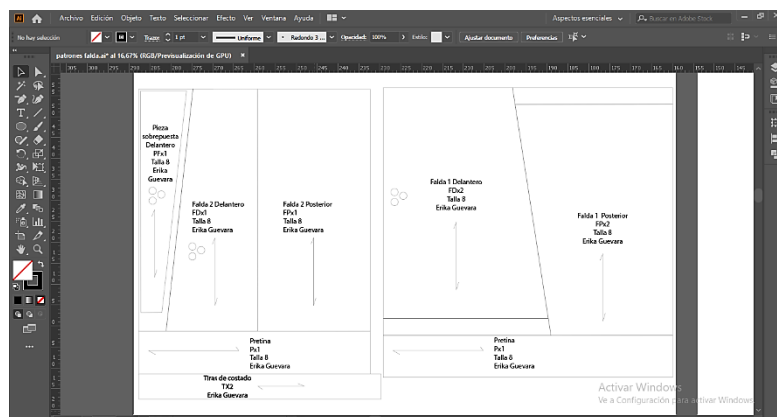 Archivo Edición Objeto Texto Seleccionar Efecto Ver Ventana Ayuda
Aspectos esenciales
Buscar en Adobe Stock
No hay selección
Trazo: 1 pt
Uniforme
Redondo 3 ...
Opacidad: 100%
Estilo:
Ajustar documento
Preferencias
patrones falda.ai* al 16,67% (RGB/Previsualización de GPU)
Pieza
sobrepuesta
Delantero
PFx1
Talla 8
Erika
Guevara
Falda 2 Delantero
FDx1
Talla 8
Erika Guevara
Falda 2 Posterior
FPx1
Talla 8
Erika Guevara
Falda 1 Delantero
FDx2
Talla 8
Erika Guevara
Falda 1 Posterior
FPx2
Talla 8
Erika Guevara
Pretina
Px1
Talla 8
Erika Guevara
Pretina
Px1
Talla 8
Erika Guevara
Tiras de costado
TX2
Erika Guevara
Activar Windows
Ve a Configuración para activar Windows